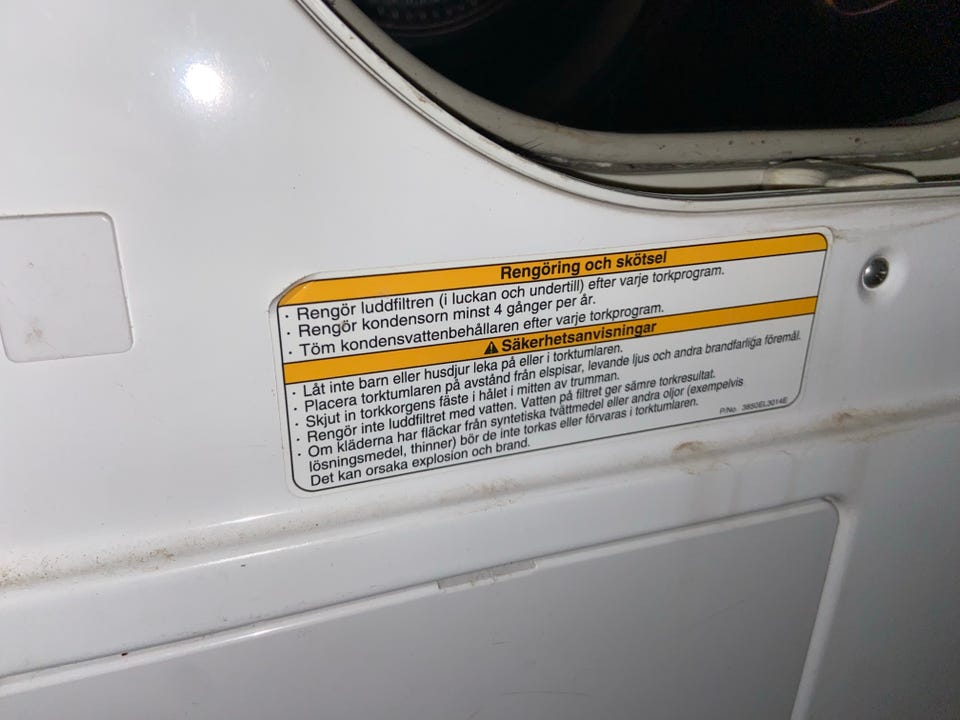 Rengöring och skötsel
· Rengör luddfiltren (i luckan och undertill) efter varje torkprogram.
· Rengör kondensorn minst 4 gånger per år.
· Töm kondensvattenbehållaren efter varje torkprogram.
⚠ Säkerhetsanvisningar
· Låt inte barn eller husdjur leka på eller i torktumlaren.
· Placera torktumlaren på avstånd från elspisar, levande ljus och andra brandfarliga föremål.
· Skjut in torkkorgens fäste i hålet i mitten av trumman.
· Rengör inte luddfiltret med vatten. Vatten på filtret ger sämre torkresultat.
· Om kläderna har fläckar från syntetiska tvättmedel eller andra oljor (exempelvis
lösningsmedel, thinner) bör de inte torkas eller förvaras i torktumlaren.
Det kan orsaka explosion och brand.
P/No. 3850EL3014E